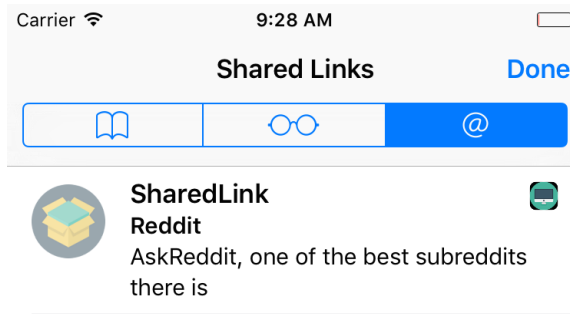 Carrier 9:28 AM
Shared Links Done
@
SharedLink
Reddit
AskReddit, one of the best subreddits
there is